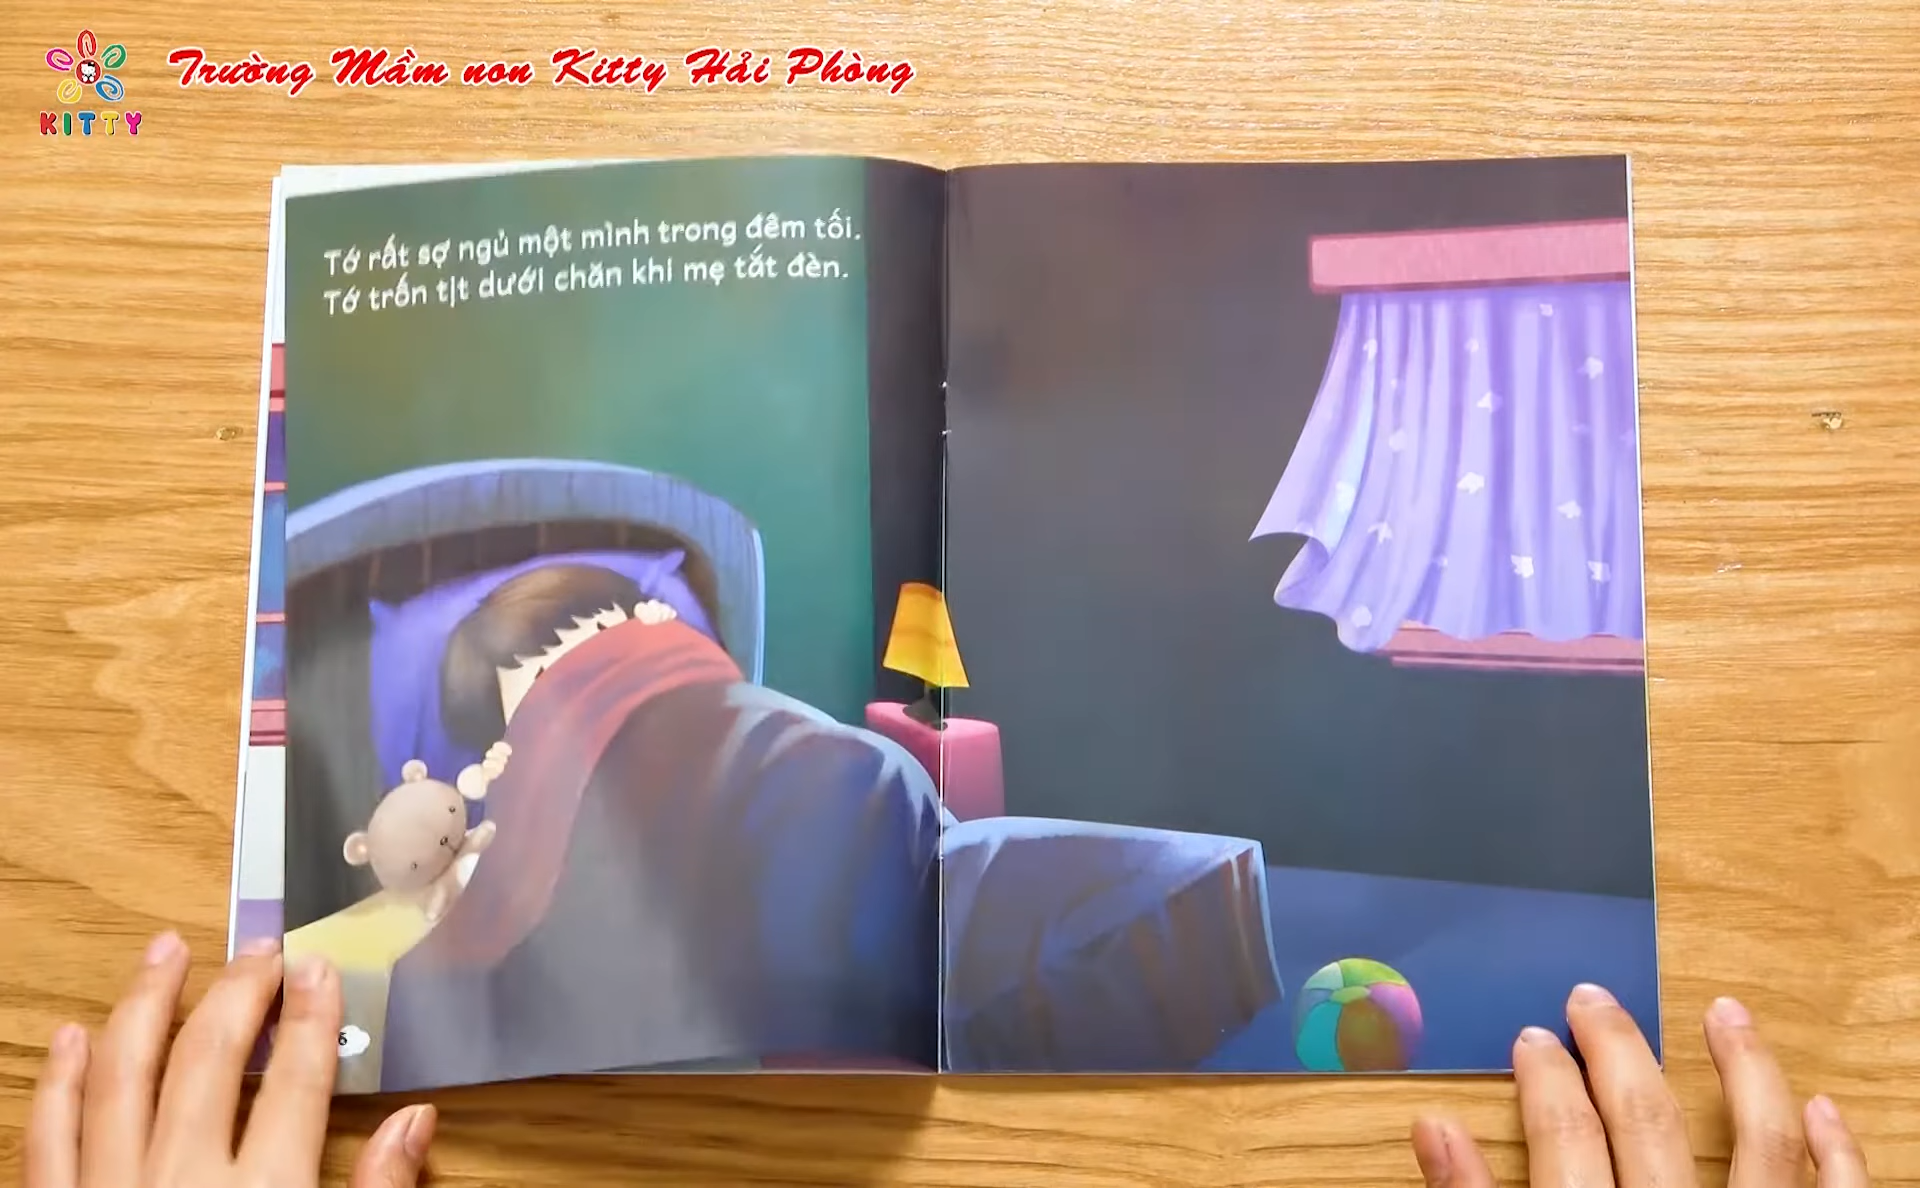 Trường Mầm non Kitty Hải Phòng
KITTY
Tớ rất sợ ngủ một mình trong đêm tối.
Tớ trốn tịt dưới chăn khi mẹ tắt đèn.
6